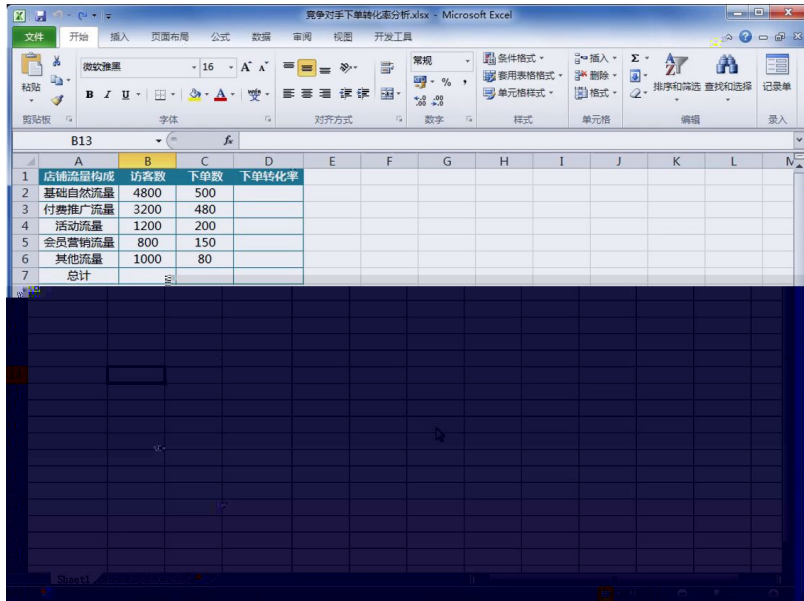 竞争对手下单转化率分析.xlsx - Microsoft Excel
文件 开始 插入 页面布局 公式 数据 审阅 视图 开发工具
粘贴 微软雅黑 16 A A 常规 条件格式 插入 Σ 排序和筛选 查找和选择 记录单
B I U A 变 % , 套用表格格式 删除
单元格样式 格式
剪贴板 字体 对齐方式 数字 样式 单元格 编辑 录入
B13 fx
A B C D E F G H I J K L
1 店铺流量构成 访客数 下单数 下单转化率
2 基础自然流量 4800 500
3 付费推广流量 3200 480
4 活动流量 1200 200
5 会员营销流量 800 150
6 其他流量 1000 80
7 总计
Sheet1